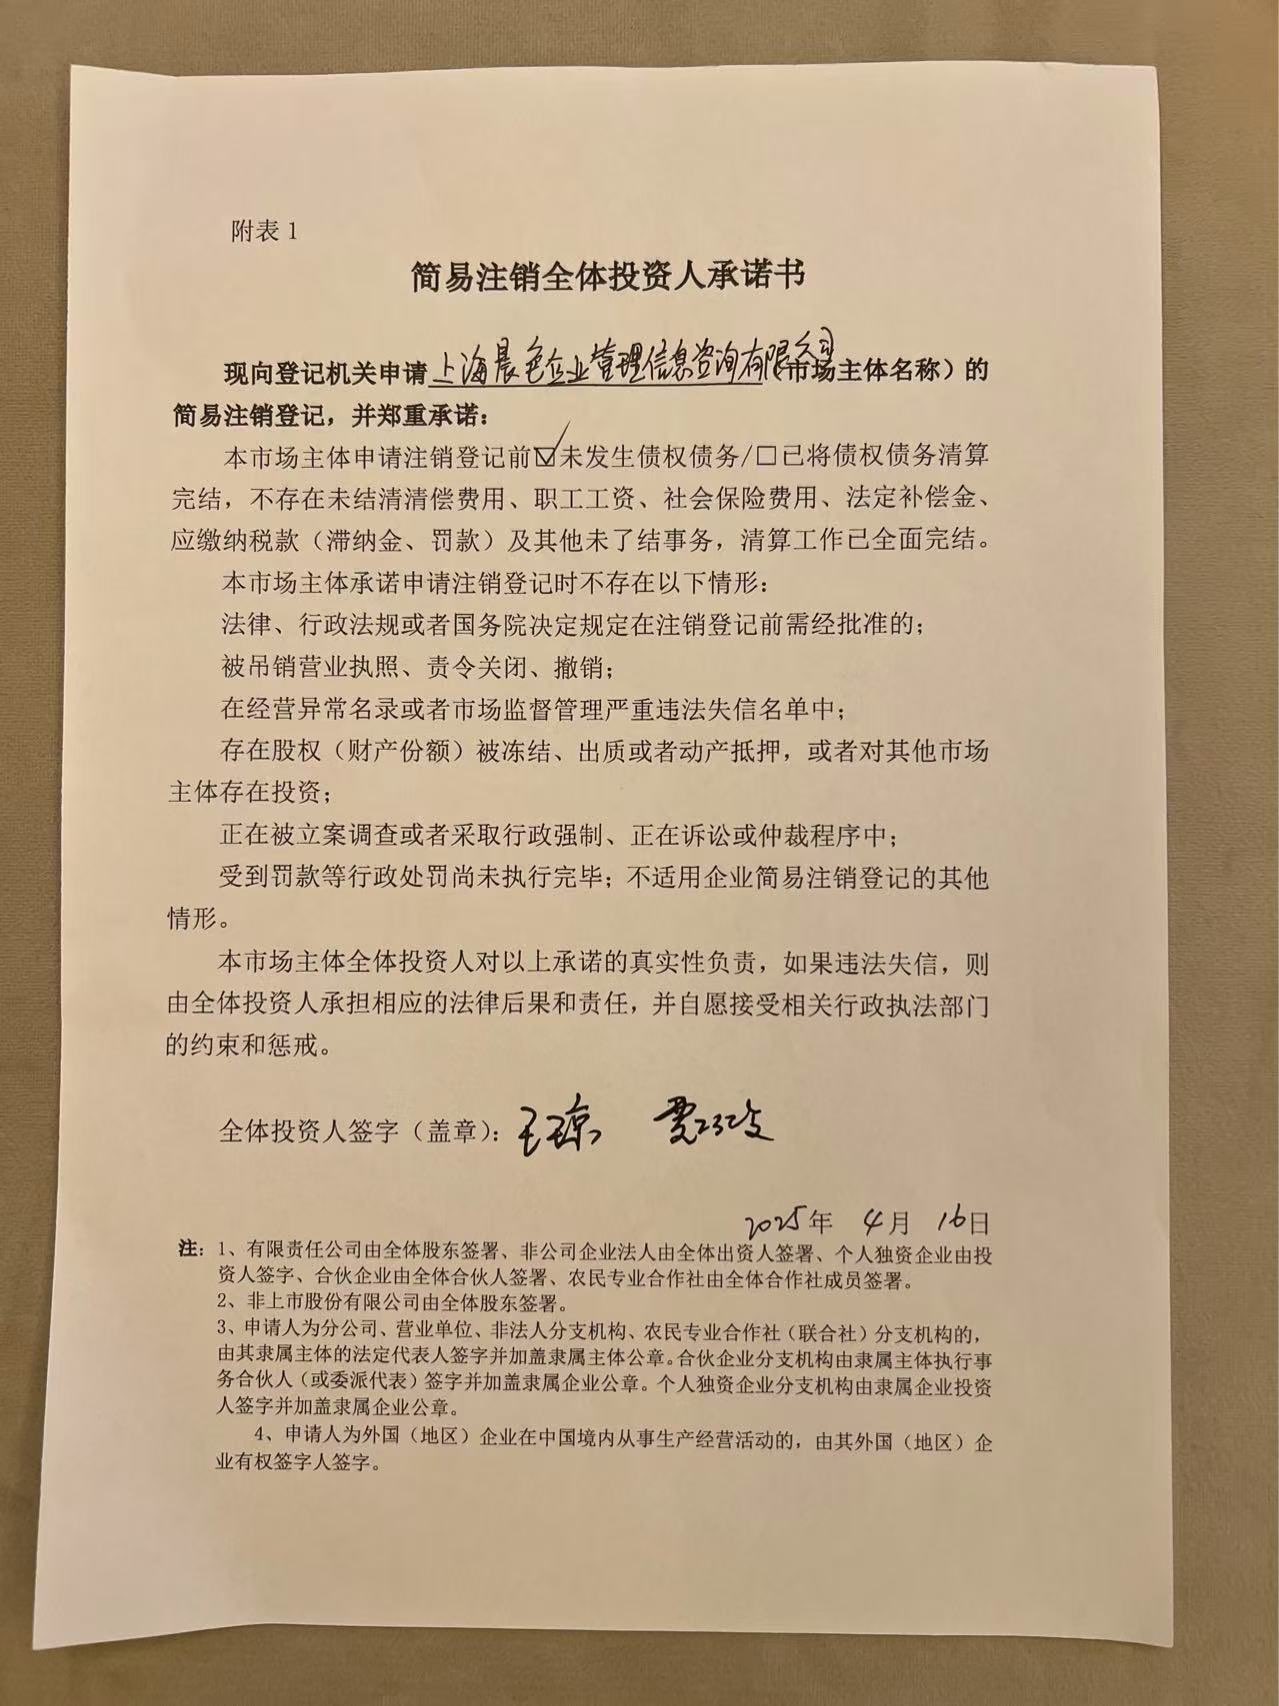 附表1
简易注销全体投资人承诺书
现向登记机关申请上海晨色企业管理信息咨询有限公司(市场主体名称）的
简易注销登记，并郑重承诺：
本市场主体申请注销登记前☑未发生债权债务/□已将债权债务清算
完结，不存在未结清清偿费用、职工工资、社会保险费用、法定补偿金、
应缴纳税款（滞纳金、罚款）及其他未了结事务，清算工作已全面完结。
本市场主体承诺申请注销登记时不存在以下情形：
法律、行政法规或者国务院决定规定在注销登记前需经批准的；
被吊销营业执照、责令关闭、撤销；
在经营异常名录或者市场监督管理严重违法失信名单中；
存在股权（财产份额）被冻结、出质或者动产抵押，或者对其他市场
主体存在投资；
正在被立案调查或者采取行政强制、正在诉讼或仲裁程序中；
受到罚款等行政处罚尚未执行完毕；不适用企业简易注销登记的其他
情形。
本市场主体全体投资人对以上承诺的真实性负责，如果违法失信，则
由全体投资人承担相应的法律后果和责任，并自愿接受相关行政执法部门
的约束和惩戒。
全体投资人签字（盖章）：王琼
2025年 4月 16日
注：1、有限责任公司由全体股东签署、非公司企业法人由全体出资人签署、个人独资企业由投
资人签字、合伙企业由全体合伙人签署、农民专业合作社由全体合作社成员签署。
2、非上市股份有限公司由全体股东签署。
3、申请人为分公司、营业单位、非法人分支机构、农民专业合作社（联合社）分支机构的，
由其隶属主体的法定代表人签字并加盖隶属主体公章。合伙企业分支机构由隶属主体执行事
务合伙人（或委派代表）签字并加盖隶属企业公章。个人独资企业分支机构由隶属企业投资
人签字并加盖隶属企业公章。
4、申请人为外国（地区）企业在中国境内从事生产经营活动的，由其外国（地区）企
业有权签字人签字。